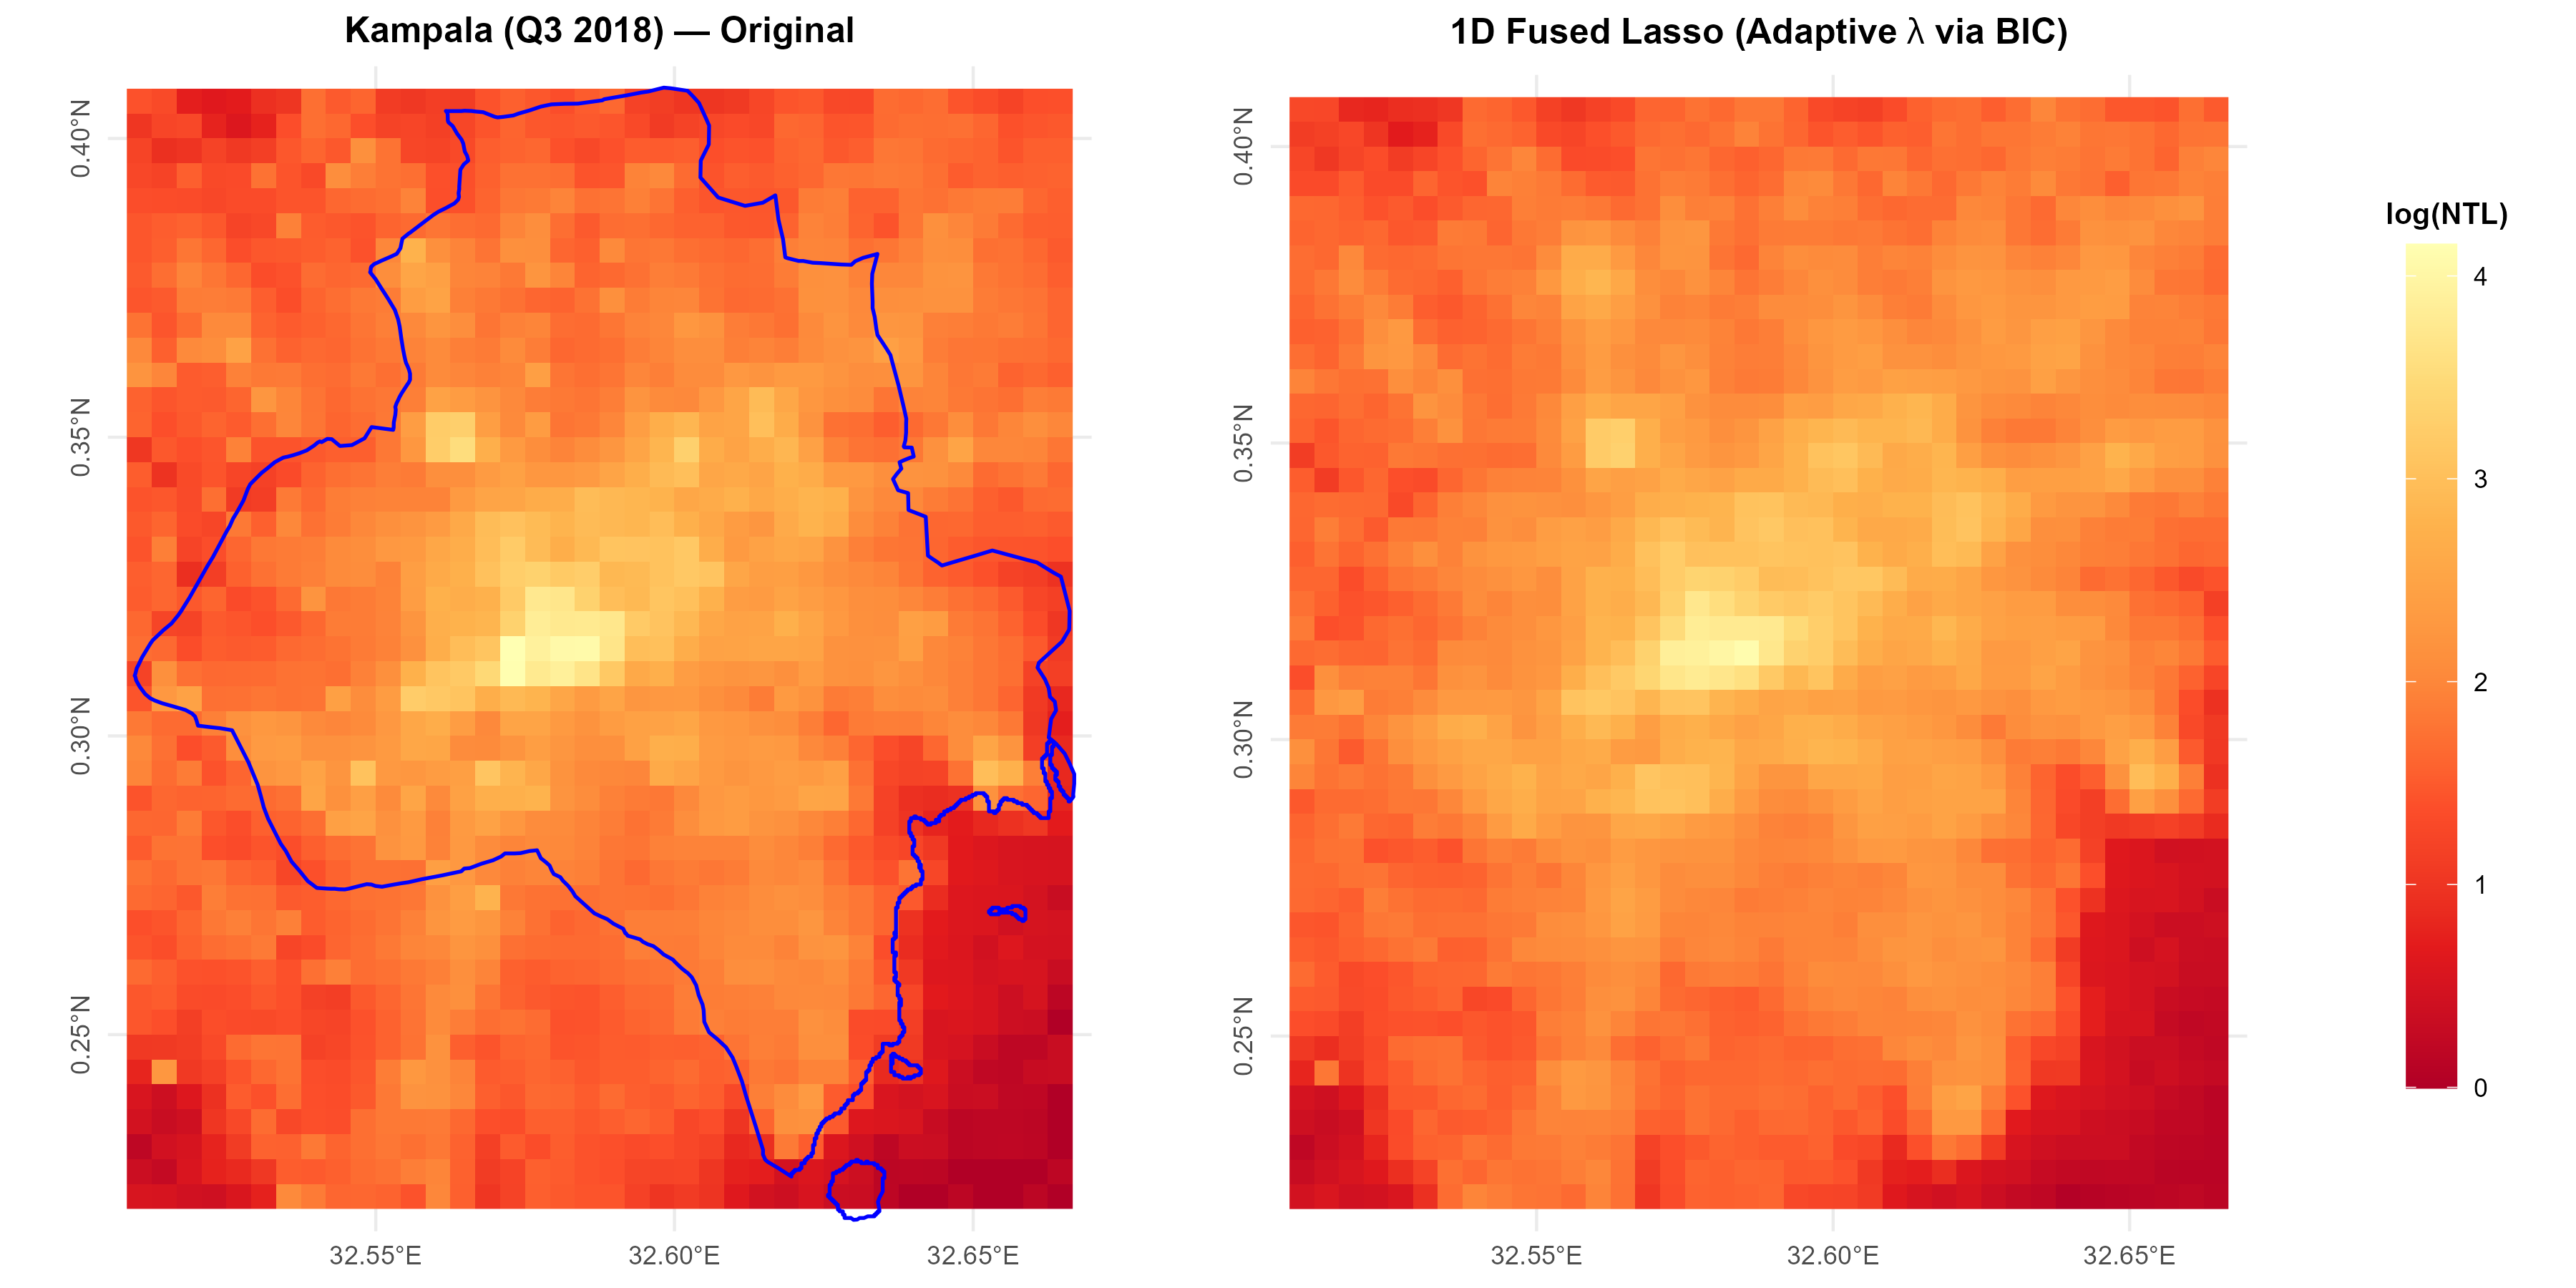 Kampala (Q3 2018) — Original
0.40°N
0.35°N
0.30°N
0.25°N
32.55°E 32.60°E 32.65°E
1D Fused Lasso (Adaptive λ via BIC)
0.40°N
0.35°N
0.30°N
0.25°N
32.55°E 32.60°E 32.65°E
log(NTL)
4
3
2
1
0